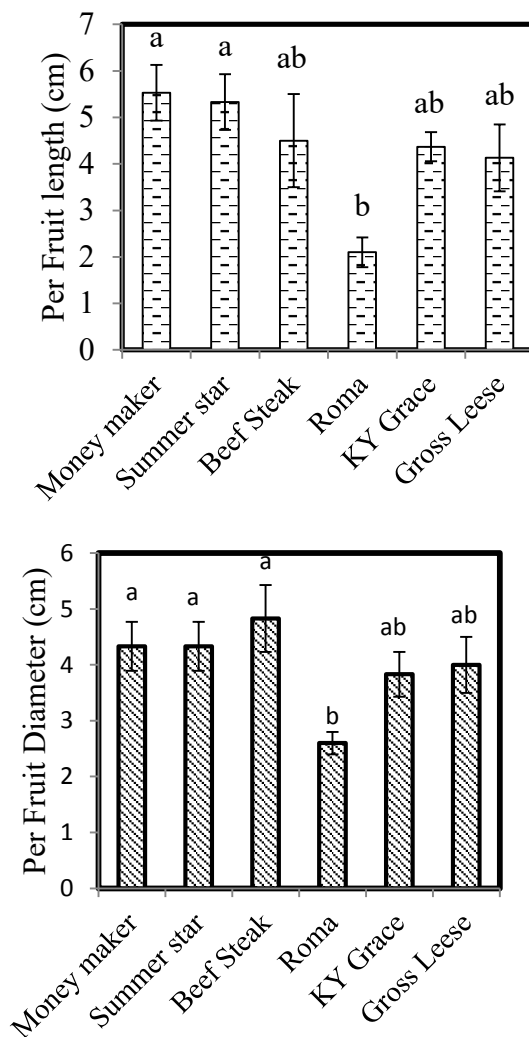 Per Fruit length (cm)
7
6
5
4
3
2
1
0
a
a
ab
b
ab
ab
Money maker
Summer star
Beef Steak
Roma
KY Grace
Gross Leese
Per Fruit Diameter (cm)
6
5
4
3
2
1
0
a
a
a
b
ab
ab
Money maker
Summer star
Beef Steak
Roma
KY Grace
Gross Leese